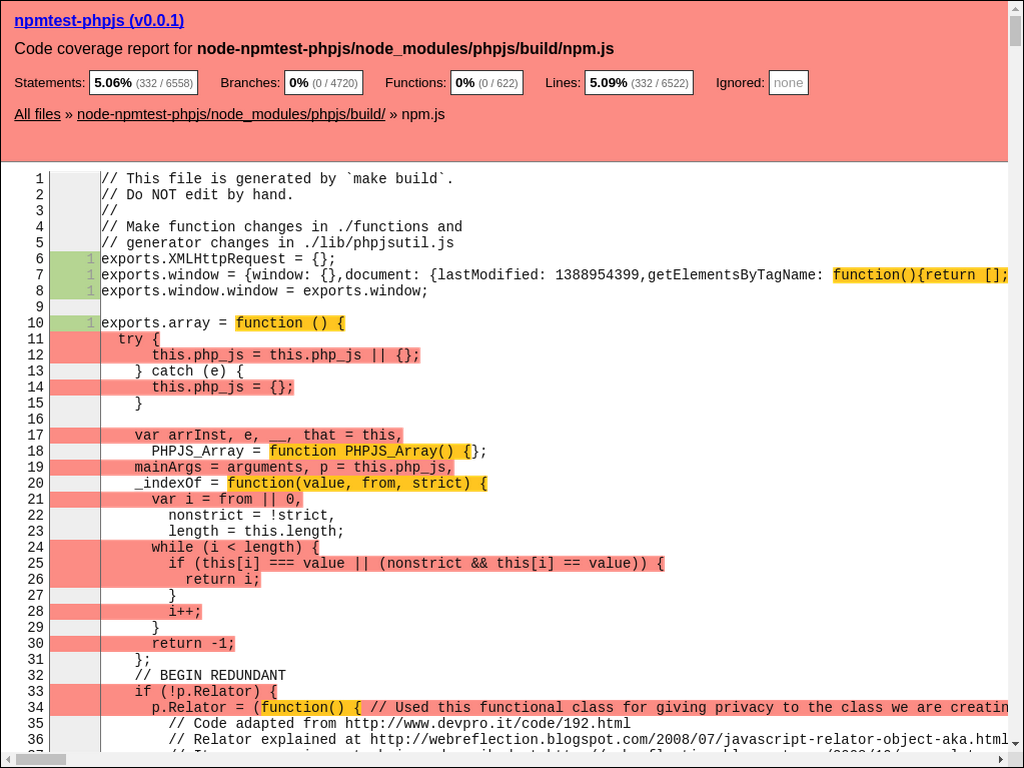 npmtest-phpjs (v0.0.1)
Code coverage report for node-npmtest-phpjs/node_modules/phpjs/build/npm.js
Statements: 5.06% (332 / 6558) Branches: 0% (0 / 4720) Functions: 0% (0 / 622) Lines: 5.09% (332 / 6522) Ignored: none
All files » node-npmtest-phpjs/node_modules/phpjs/build/ » npm.js
1 // This file is generated by `make build`.
2 // Do NOT edit by hand.
3 //
4 // Make function changes in ./functions and
5 // generator changes in ./lib/phpjsutil.js
6 1 exports.XMLHttpRequest = {};
7 1 exports.window = {window: {},document: {lastModified: 1388954399,getElementsByTagName: function(){return [];
8 1 exports.window.window = exports.window;
9
10 1 exports.array = function () {
11 try {
12 this.php_js = this.php_js || {};
13 } catch (e) {
14 this.php_js = {};
15 }
16
17 var arrInst, e, __, that = this,
18 PHPJS_Array = function PHPJS_Array() {};
19 mainArgs = arguments, p = this.php_js,
20 _indexOf = function(value, from, strict) {
21 var i = from || 0,
22 nonstrict = !strict,
23 length = this.length;
24 while (i < length) {
25 if (this[i] === value || (nonstrict && this[i] == value)) {
26 return i;
27 }
28 i++;
29 }
30 return -1;
31 };
32 // BEGIN REDUNDANT
33 if (!p.Relator) {
34 p.Relator = (function() { // Used this functional class for giving privacy to the class we are creatin
35 // Code adapted from http://www.devpro.it/code/192.html
36 // Relator explained at http://webreflection.blogspot.com/2008/07/javascript-relator-object-aka.html